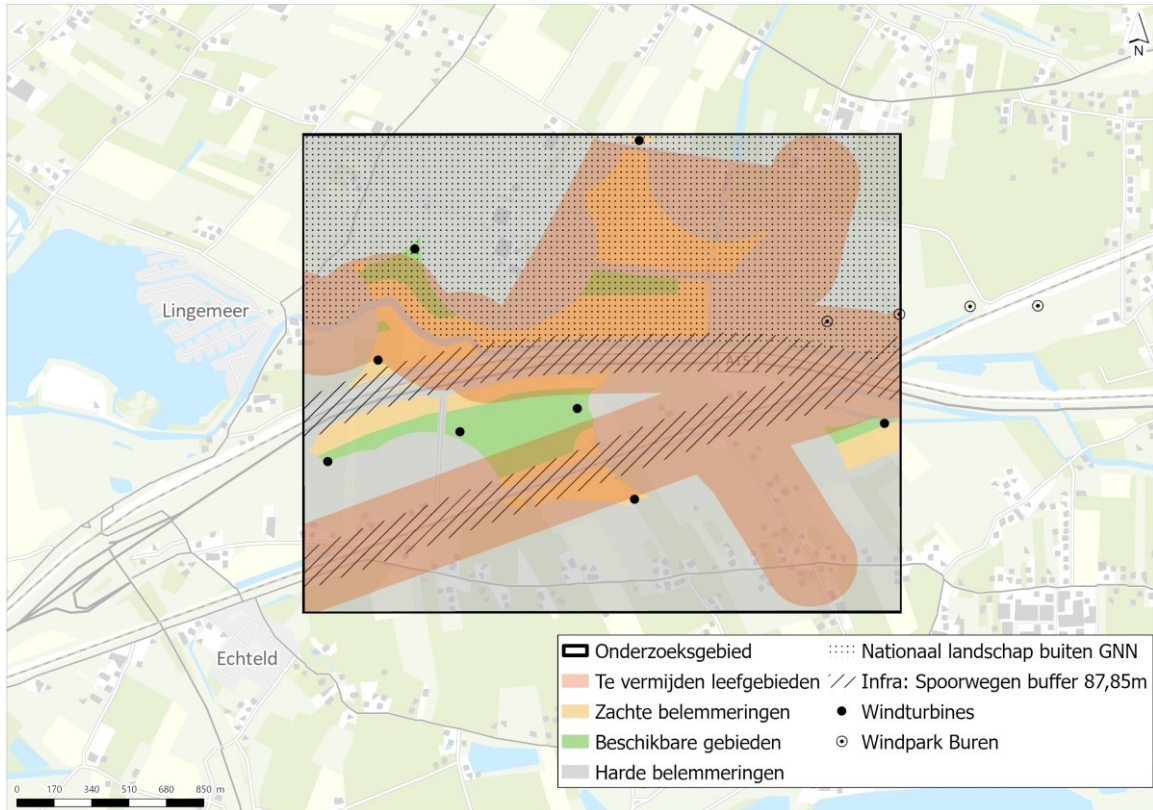 N
Lingemeer
A15
Echteld
Onderzoeksgebied
Te vermijden leefgebieden
Zachte belemmeringen
Beschikbare gebieden
Harde belemmeringen
Nationaal landschap buiten GNN
Infra: Spoorwegen buffer 87,85m
Windturbines
Windpark Buren
0 170 340 510 680 850 m